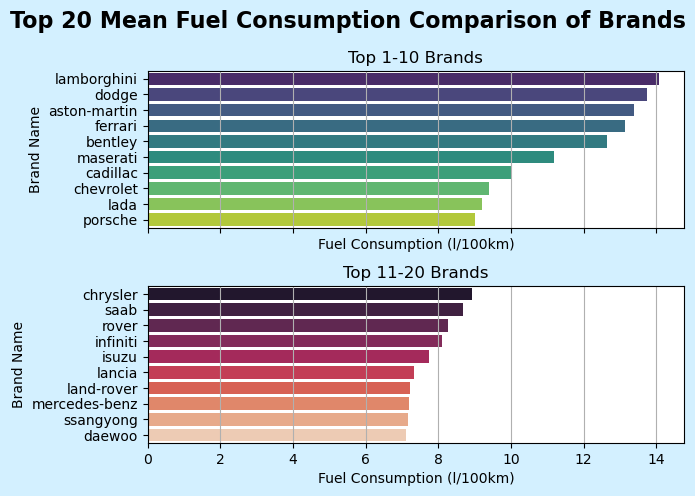 Top 20 Mean Fuel Consumption Comparison of Brands
Top 1-10 Brands
Brand Name
lamborghini
dodge
aston-martin
ferrari
bentley
maserati
cadillac
chevrolet
lada
porsche
Fuel Consumption (l/100km)
Top 11-20 Brands
Brand Name
chrysler
saab
rover
infiniti
isuzu
lancia
land-rover
mercedes-benz
ssangyong
daewoo
0 2 4 6 8 10 12 14
Fuel Consumption (l/100km)